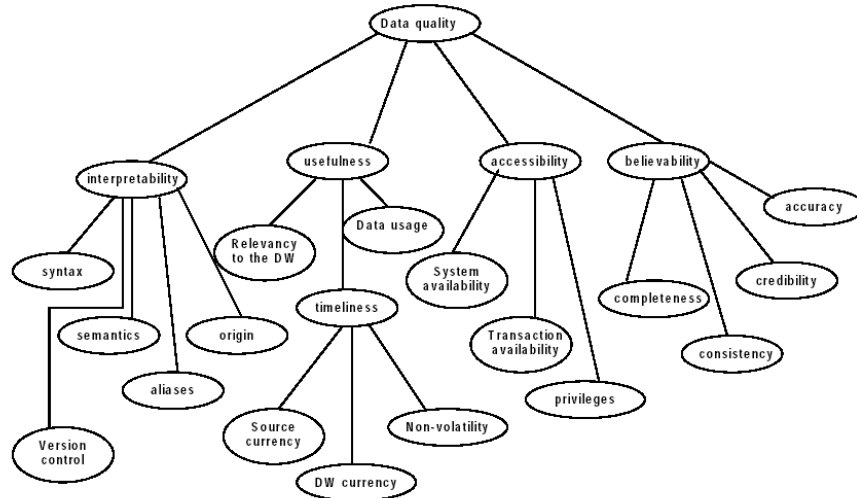 Data quality
interpretability
usefulness
accessibility
believability
accuracy
syntax
Relevancy
to the DW
Data usage
System
availability
completeness
credibility
semantics
origin
timeliness
Transaction
availability
consistency
aliases
privileges
Version
control
Source
currency
Non-volatility
DW currency